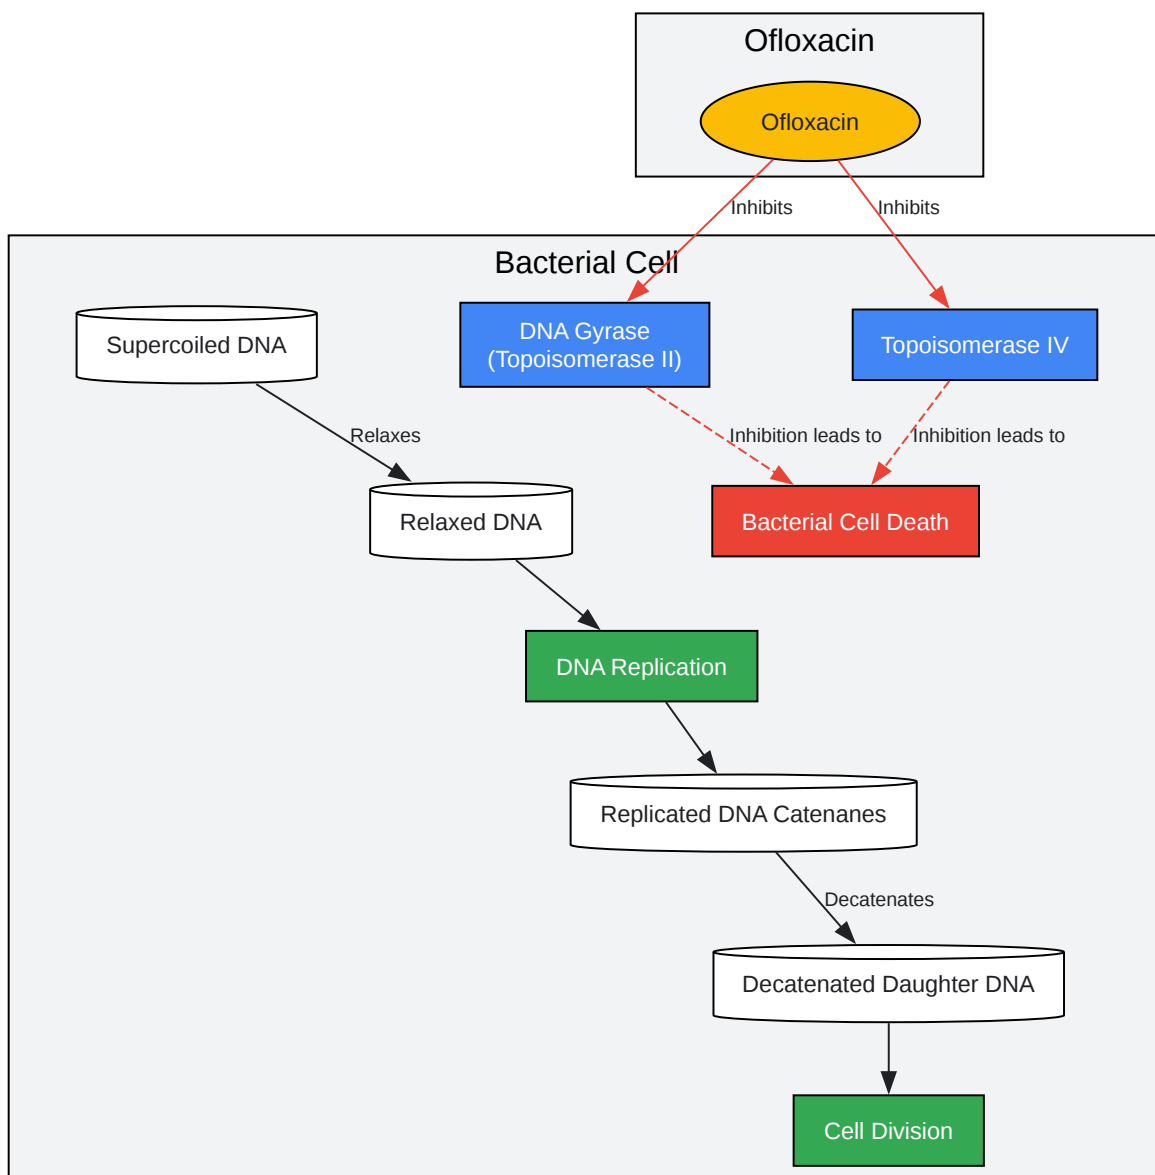 Ofloxacin
Ofloxacin
Inhibits
Inhibits
Bacterial Cell
Supercoiled DNA
DNA Gyrase
(Topoisomerase II)
Topoisomerase IV
Relaxes
Inhibition leads to
Inhibition leads to
Relaxed DNA
Bacterial Cell Death
DNA Replication
Replicated DNA Catenanes
Decatenates
Decatenated Daughter DNA
Cell Division